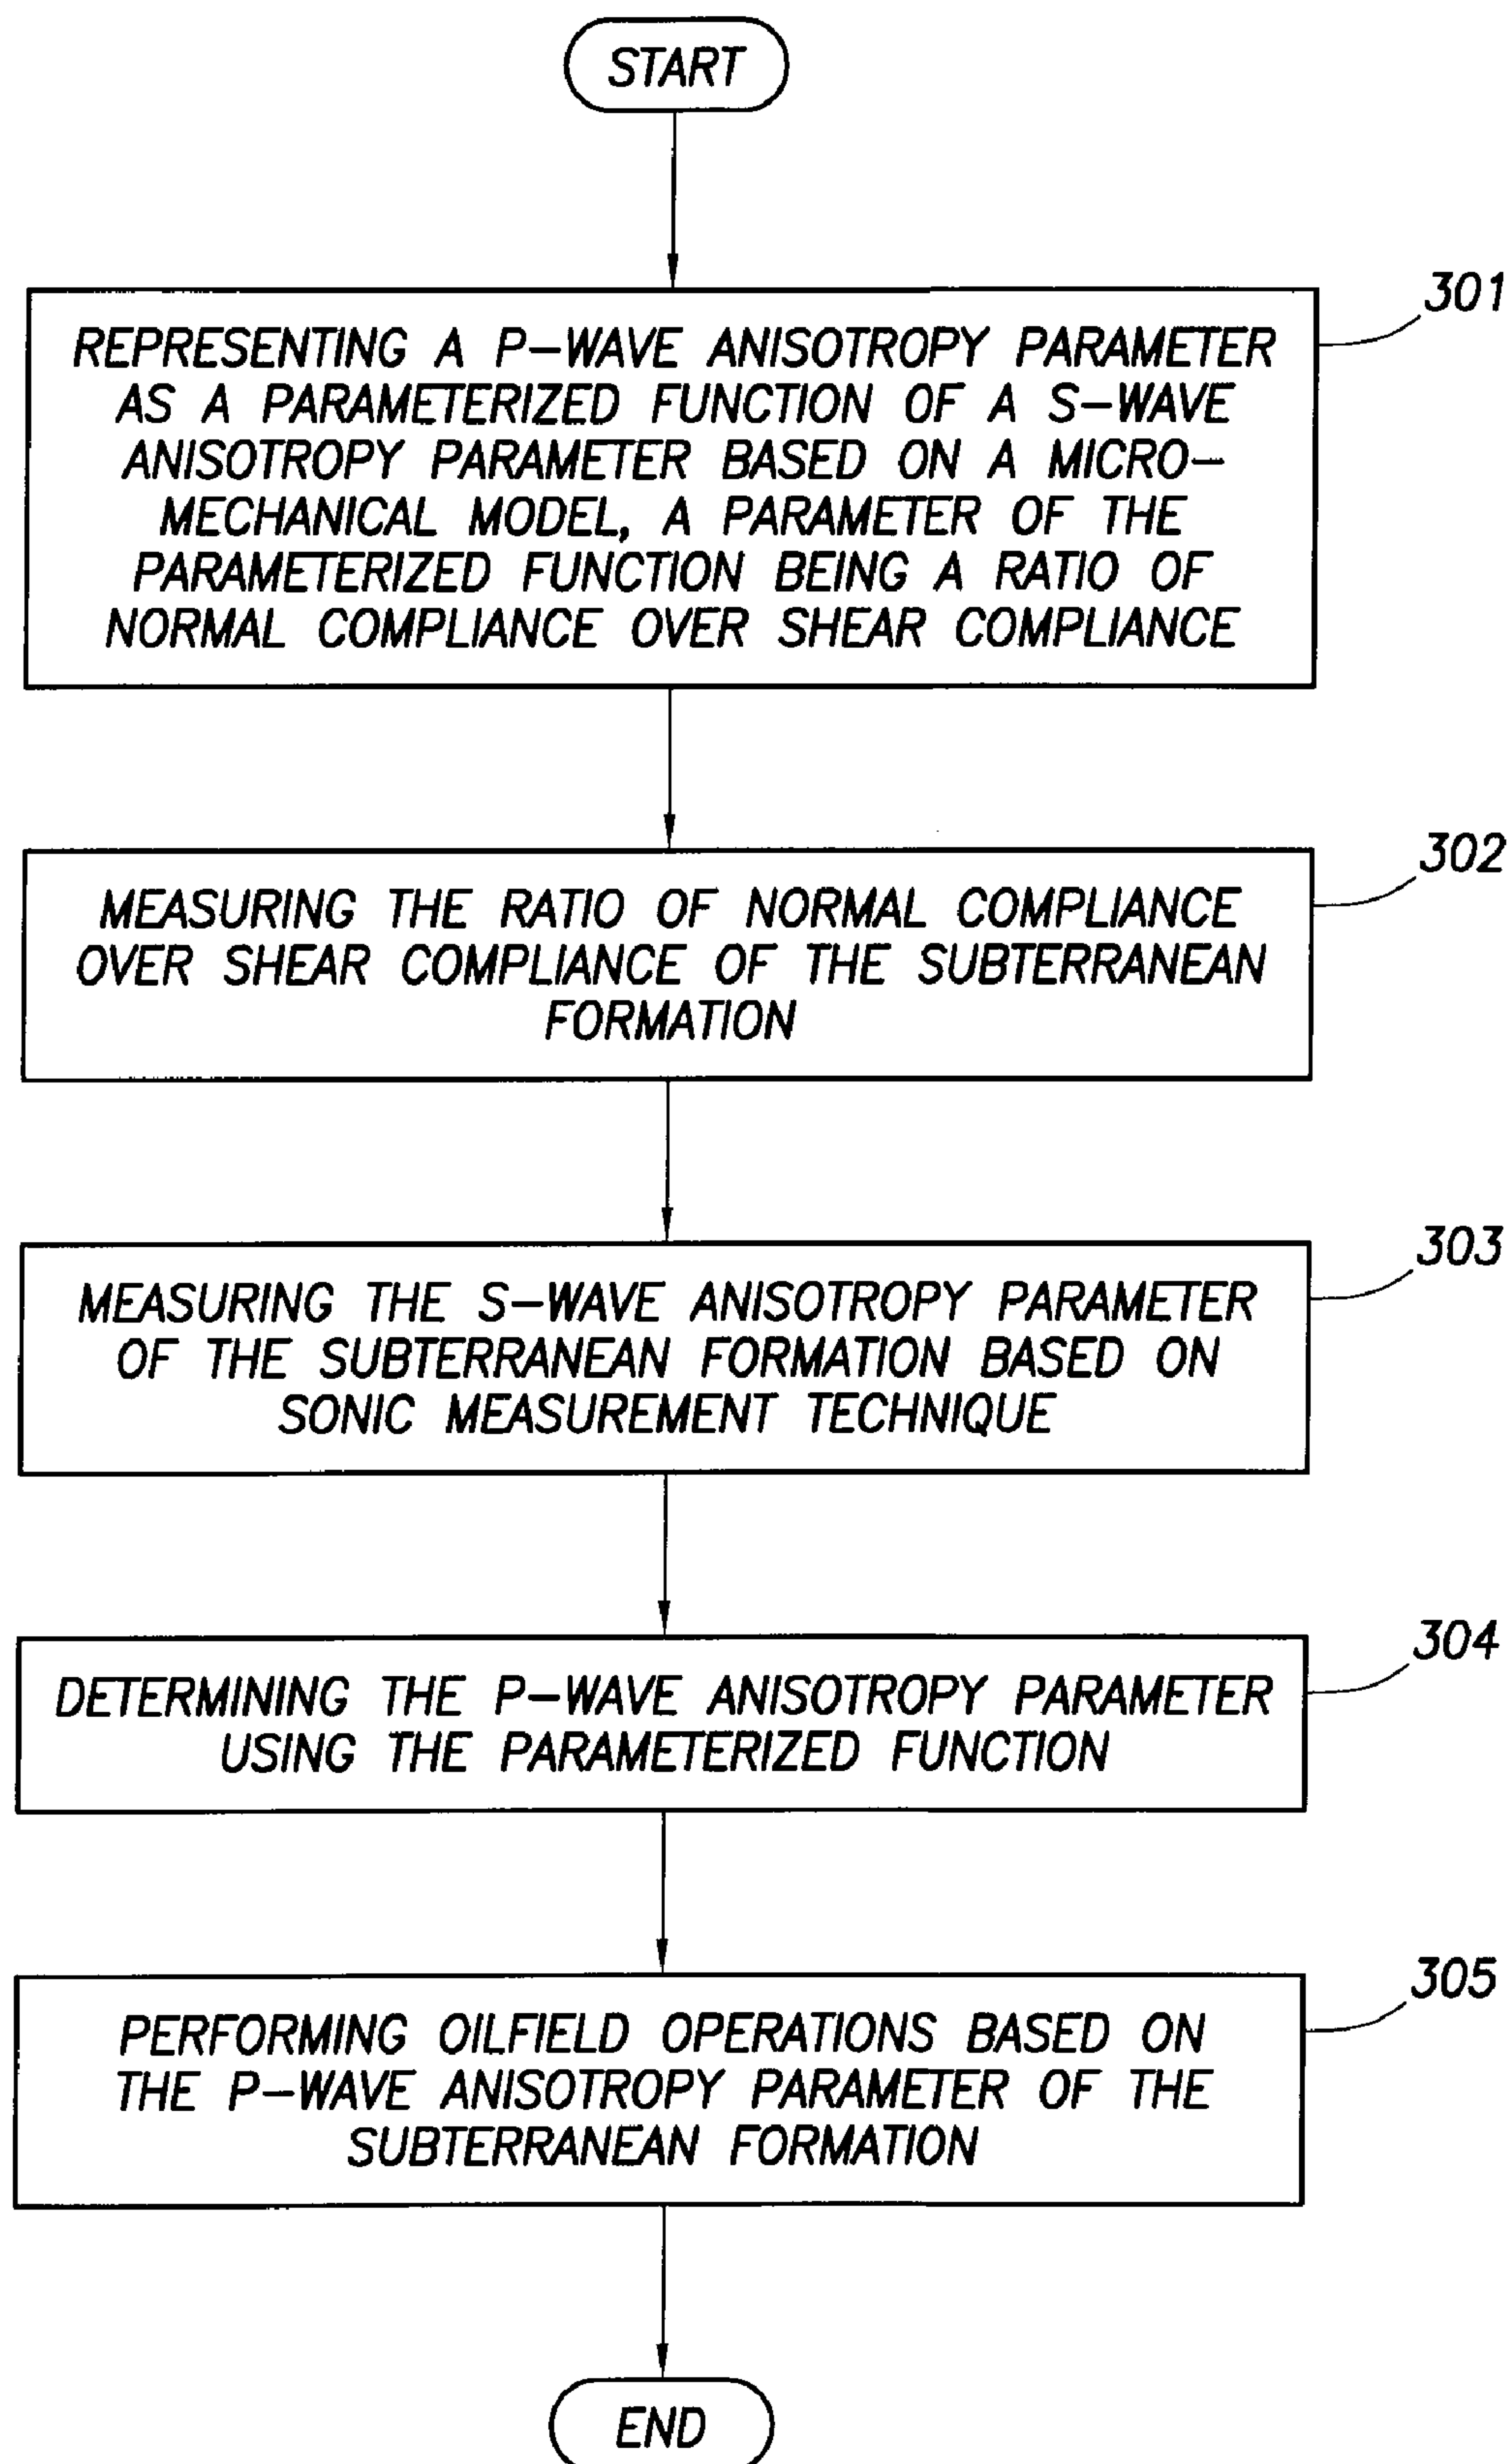 START
301
REPRESENTING A P-WAVE ANISOTROPY PARAMETER
AS A PARAMETERIZED FUNCTION OF A S-WAVE
ANISOTROPY PARAMETER BASED ON A MICRO-
MECHANICAL MODEL, A PARAMETER OF THE
PARAMETERIZED FUNCTION BEING A RATIO OF
NORMAL COMPLIANCE OVER SHEAR COMPLIANCE
302
MEASURING THE RATIO OF NORMAL COMPLIANCE
OVER SHEAR COMPLIANCE OF THE SUBTERRANEAN
FORMATION
303
MEASURING THE S-WAVE ANISOTROPY PARAMETER
OF THE SUBTERRANEAN FORMATION BASED ON
SONIC MEASUREMENT TECHNIQUE
304
DETERMINING THE P-WAVE ANISOTROPY PARAMETER
USING THE PARAMETERIZED FUNCTION
305
PERFORMING OILFIELD OPERATIONS BASED ON
THE P-WAVE ANISOTROPY PARAMETER OF THE
SUBTERRANEAN FORMATION
END